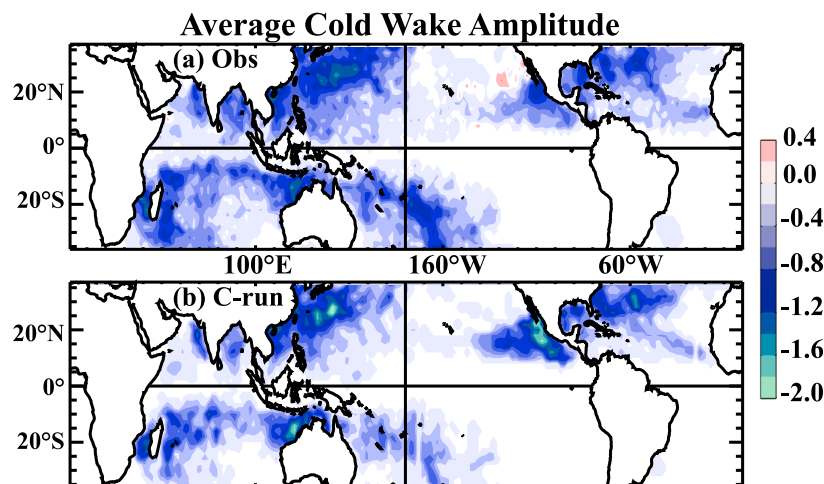 Average Cold Wake Amplitude
(a) Obs
20°N
0°
20°S
100°E 160°W 60°W
(b) C-run
20°N
0°
20°S
0.4
0.0
-0.4
-0.8
-1.2
-1.6
-2.0